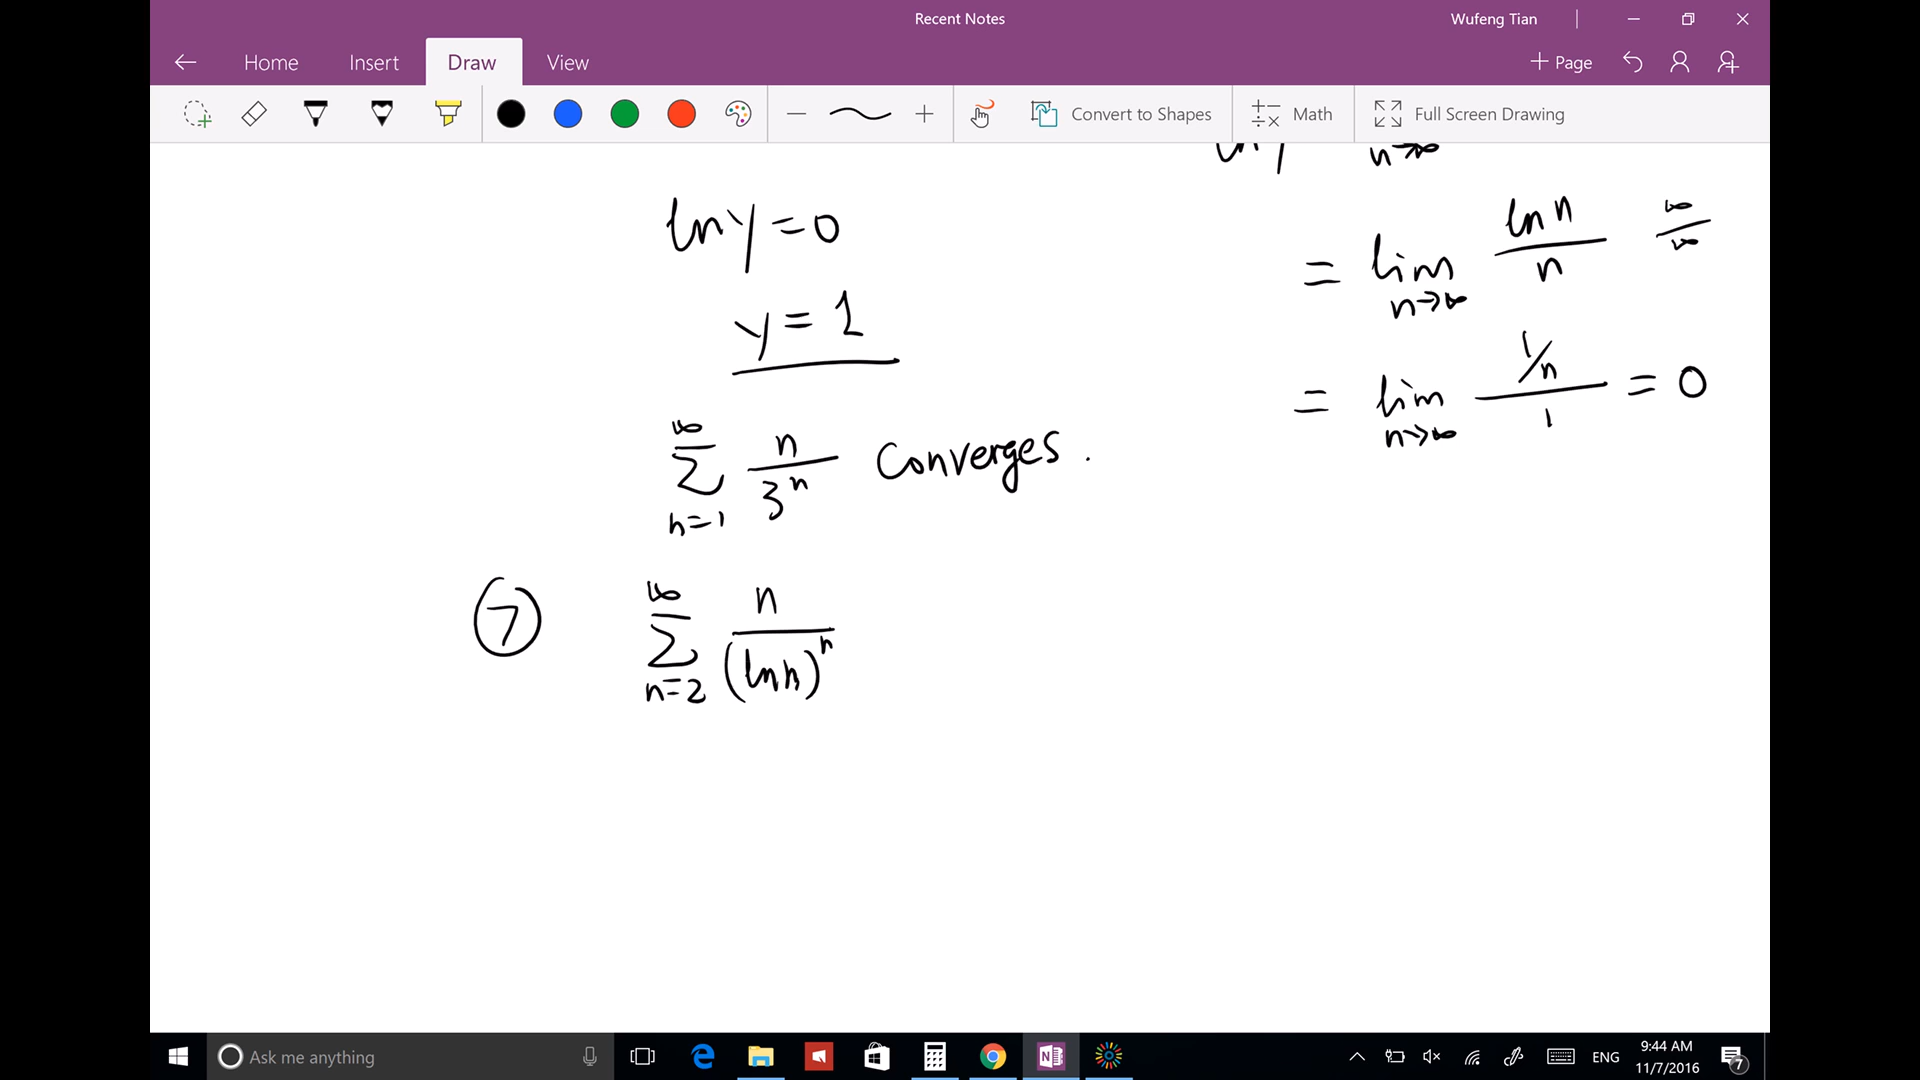 Recent Notes
Wufeng Tian
Home Insert Draw View
Page
Convert to Shapes Math Full Screen Drawing
n→∞
ln y = 0
y = 1
= lim n→∞ ln n / n ∞/∞
= lim n→∞ (1/n) / 1 = 0
∞ Σ n=1 n / 3^n Converges.
⑦ ∞ Σ n=2 n / (ln n)^n
Ask me anything
ENG
9:44 AM
11/7/2016
7